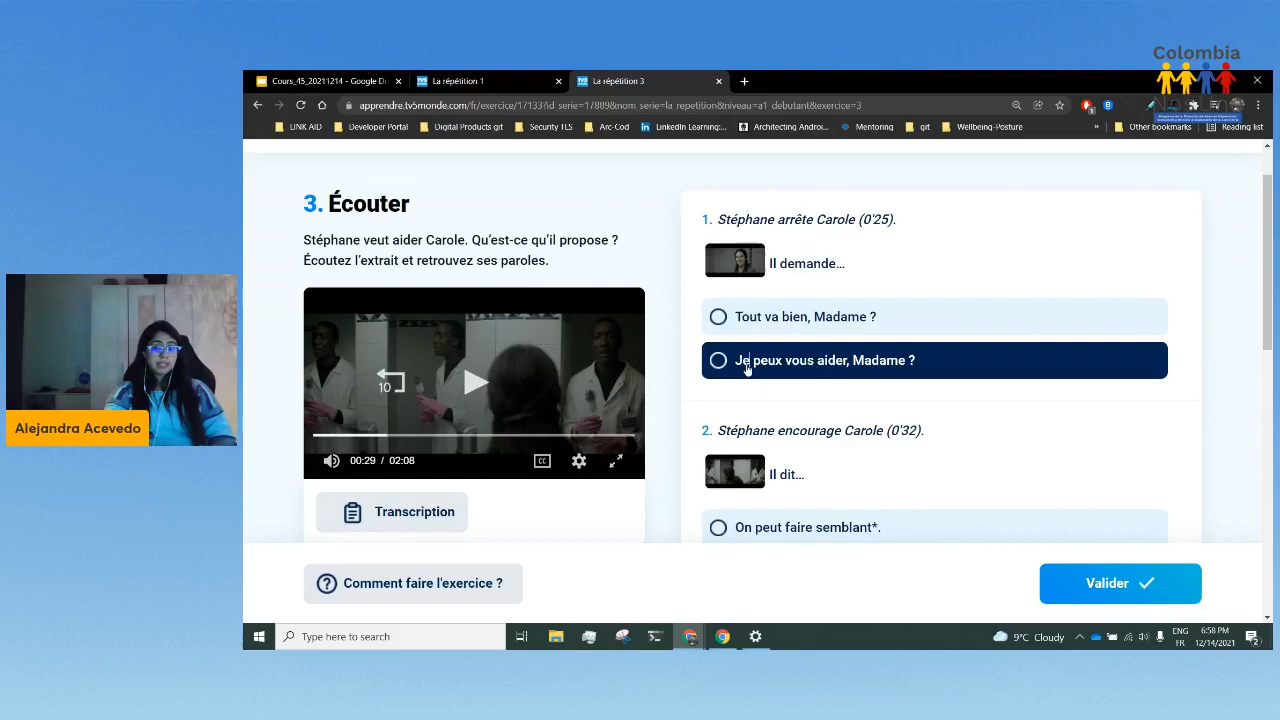 Colombia
Cours_45_20211214 - Google Dr
La répétition 1
La répétition 3
apprendre.tv5monde.com/fr/exercice/17133?id_serie=17889&nom_serie=la_repetition&niveau=a1_debutant&exercice=3
LINK AID
Developer Portal
Digital Products git
Security TLS
Arc-Cod
LinkedIn Learning:...
Architecting Androi...
Mentoring
git
Wellbeing-Posture
»
Other bookmarks
Reading list
3. Écouter
Stéphane veut aider Carole. Qu'est-ce qu'il propose ?
Écoutez l'extrait et retrouvez ses paroles.
10
00:29 / 02:08
CC
Transcription
Comment faire l'exercice ?
1. Stéphane arrête Carole (0'25).
Il demande...
Tout va bien, Madame ?
Je peux vous aider, Madame ?
2. Stéphane encourage Carole (0'32).
Il dit...
On peut faire semblant*.
Valider
Alejandra Acevedo
Type here to search
9°C Cloudy
ENG
FR
6:58 PM
12/14/2021
2